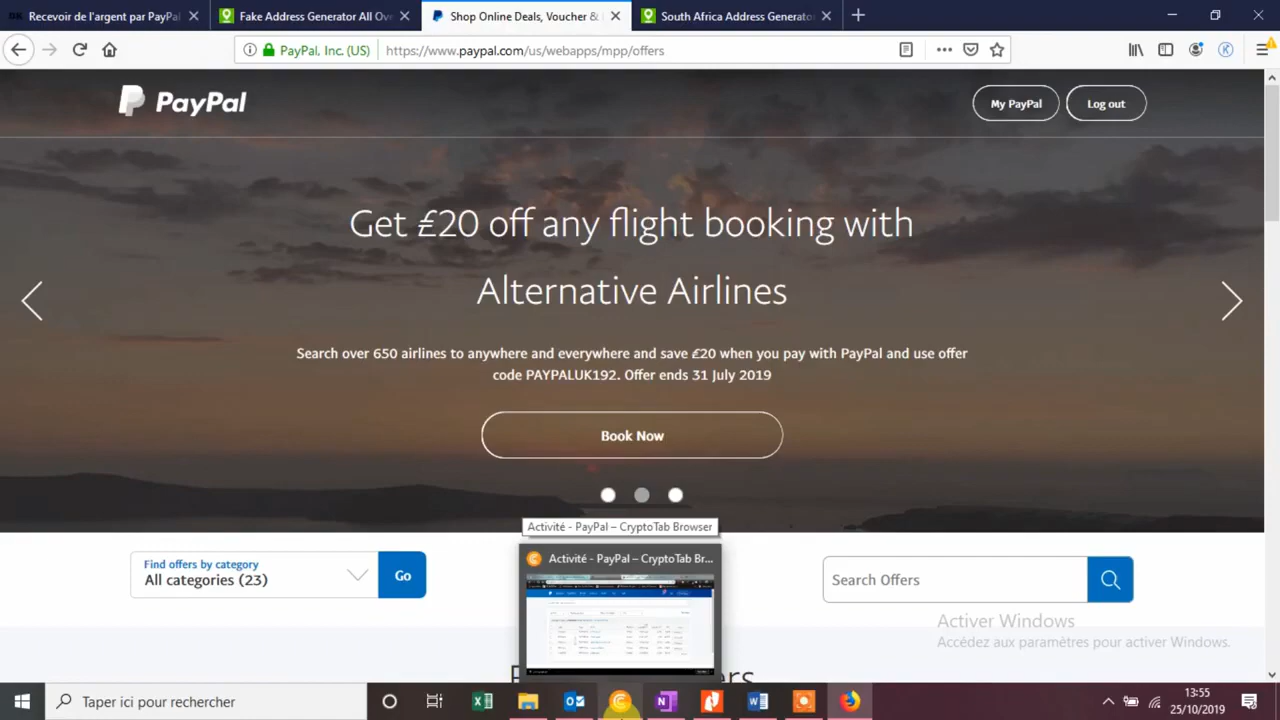 Recevoir de l'argent par PayPal
Fake Address Generator All Ov
Shop Online Deals, Voucher &
South Africa Address Generator
PayPal, Inc. (US)
https://www.paypal.com/us/webapps/mpp/offers
PayPal
My PayPal
Log out
Get £20 off any flight booking with
Alternative Airlines
Search over 650 airlines to anywhere and everywhere and save £20 when you pay with PayPal and use offer
code PAYPALUK192. Offer ends 31 July 2019
Book Now
Activité - PayPal – CryptoTab Browser
Activité - PayPal – CryptoTab Br...
Find offers by category
All categories (23)
Go
Search Offers
Activer Windows
Accédez aux paramètres pour activer Windows.
Taper ici pour rechercher
13:55
25/10/2019